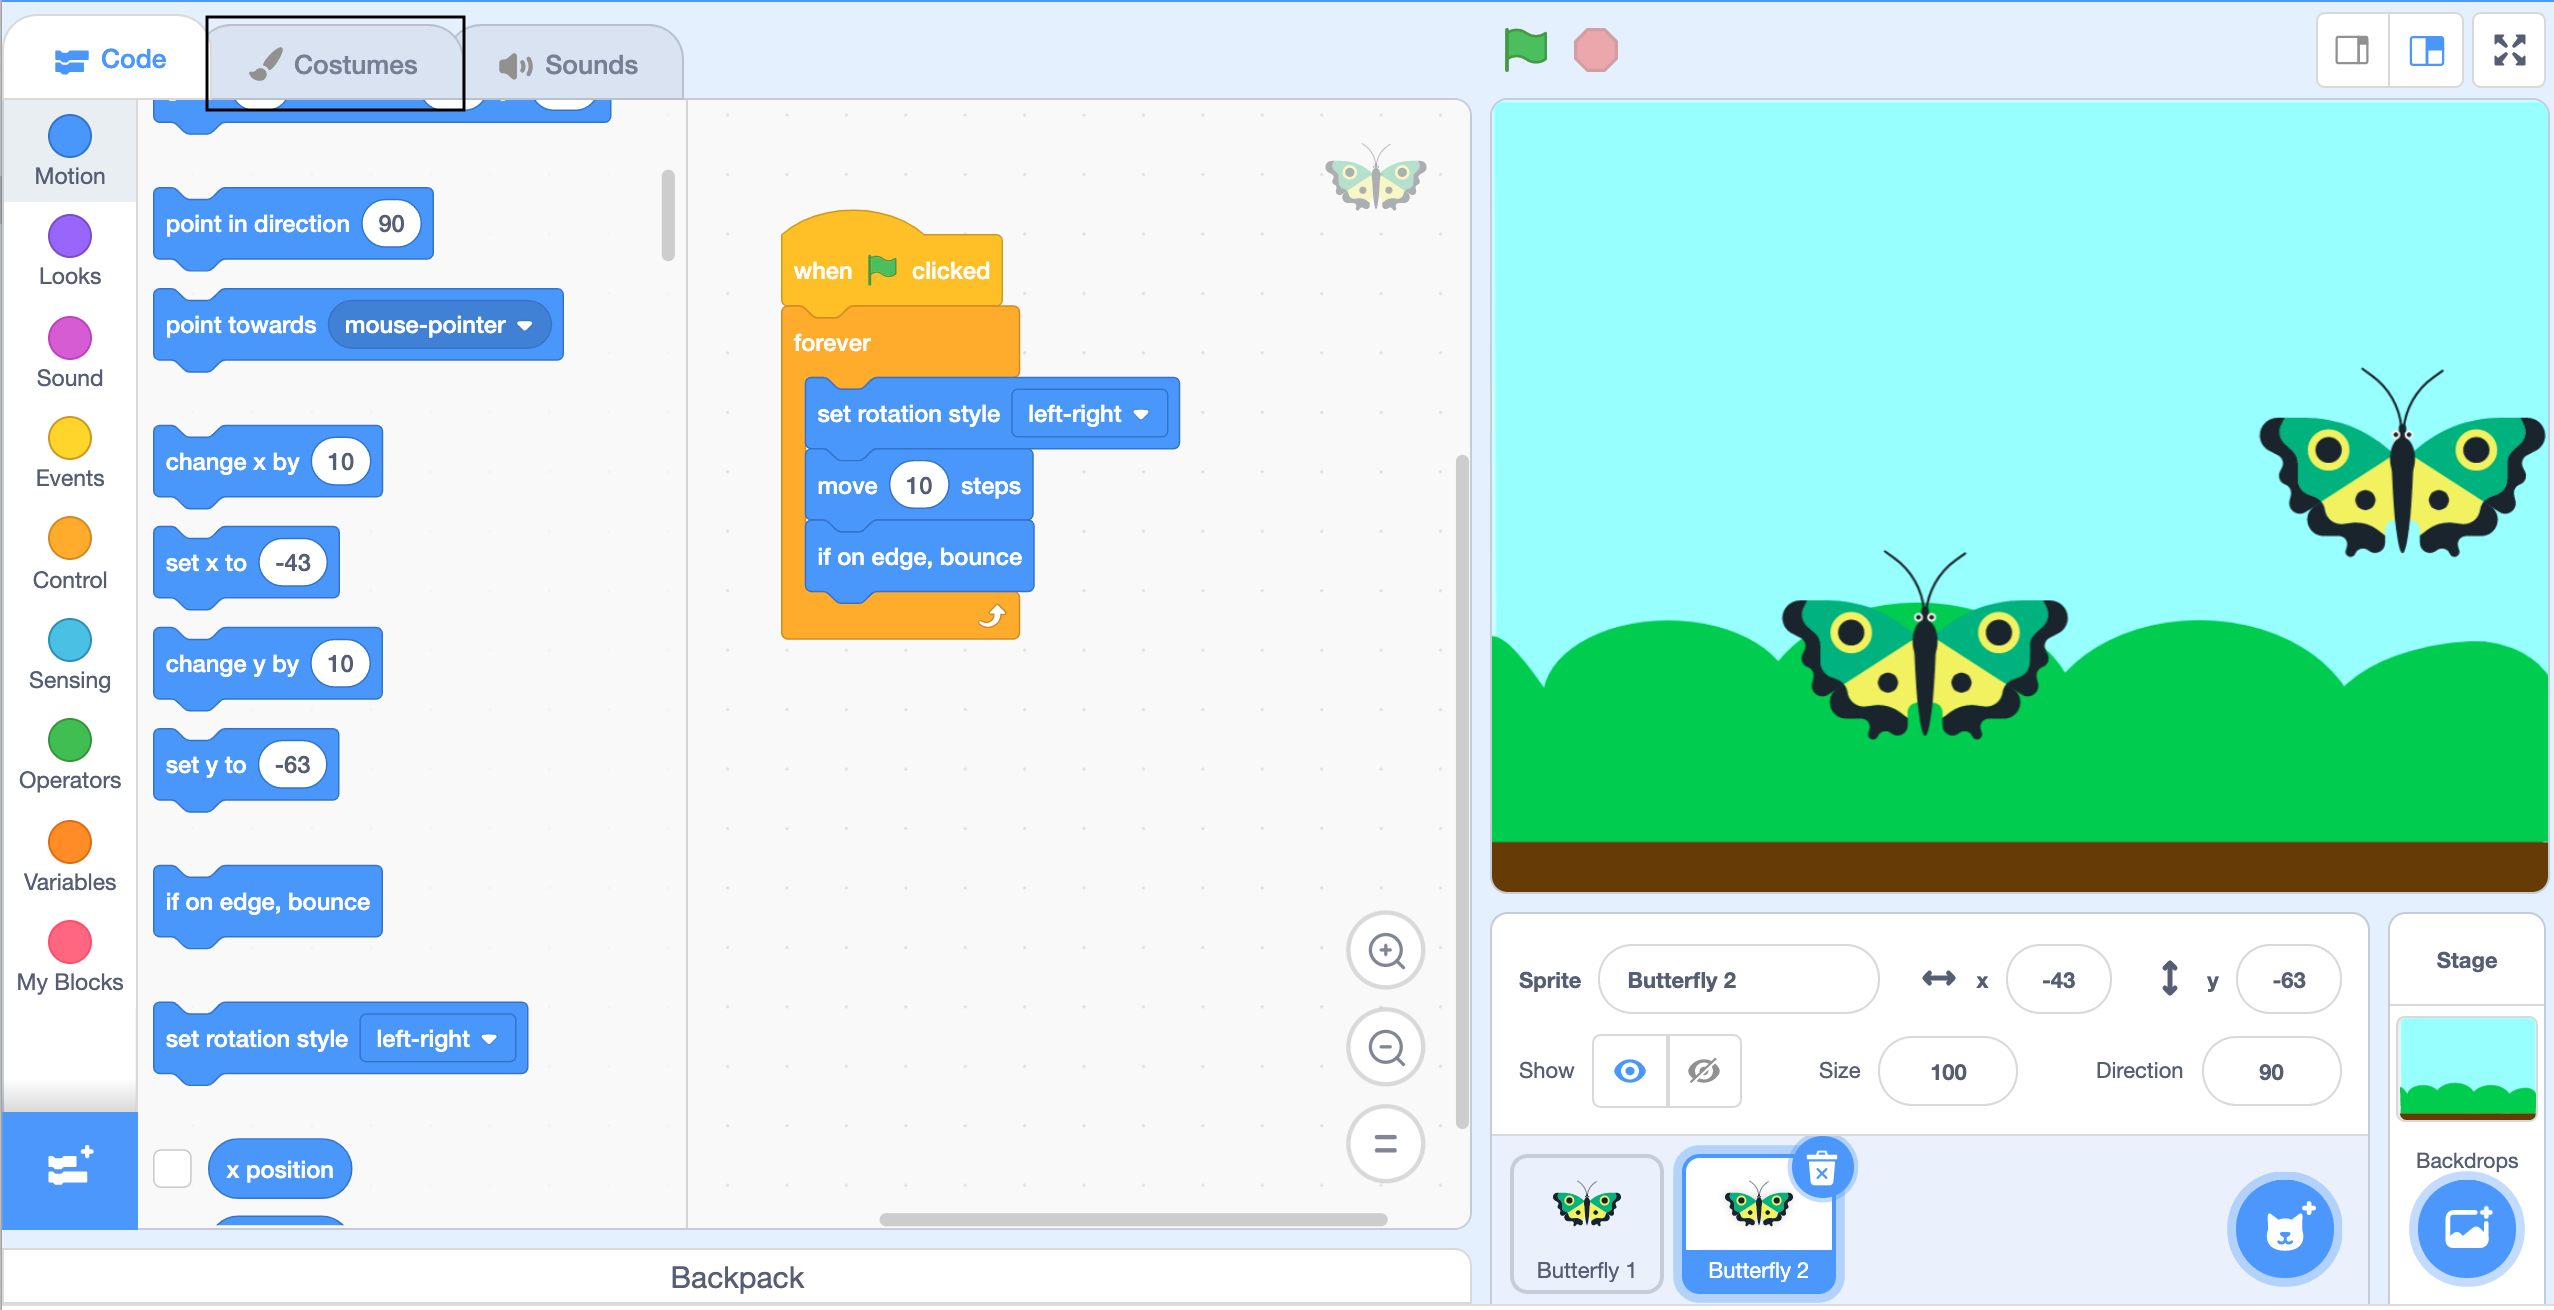 Code
Costumes
Sounds
Motion
Looks
Sound
Events
Control
Sensing
Operators
Variables
My Blocks
point in direction 90
point towards mouse-pointer
change x by 10
set x to -43
change y by 10
set y to -63
if on edge, bounce
set rotation style left-right
x position
when clicked
forever
set rotation style left-right
move 10 steps
if on edge, bounce
Backpack
Sprite Butterfly 2 x -43 y -63
Show Size 100 Direction 90
Butterfly 1
Butterfly 2
Stage
Backdrops